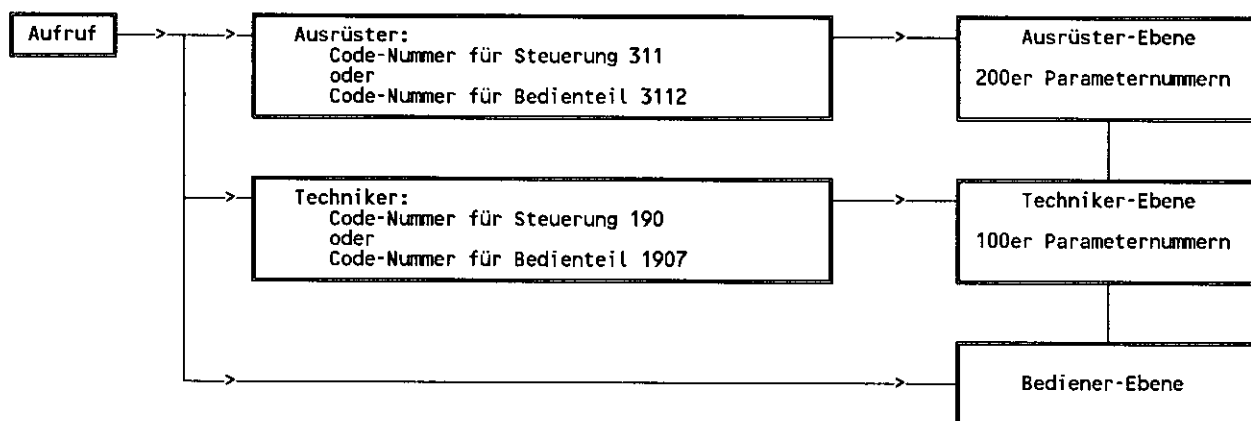 Aufruf
Ausrüster:
Code-Nummer für Steuerung 311
oder
Code-Nummer für Bedienteil 3112
Ausrüster-Ebene
200er Parameternummern
Techniker:
Code-Nummer für Steuerung 190
oder
Code-Nummer für Bedienteil 1907
Techniker-Ebene
100er Parameternummern
Bediener-Ebene